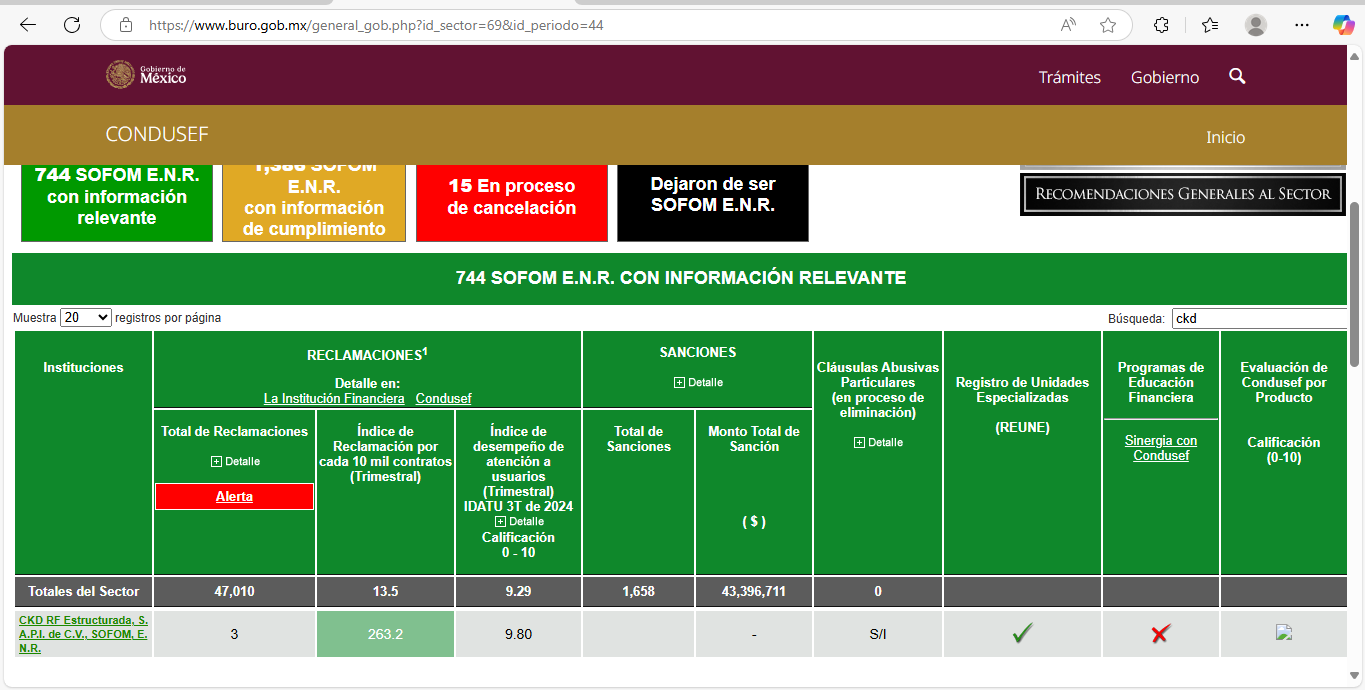 https://www.buro.gob.mx/general_gob.php?id_sector=69&id_periodo=44
Gobierno de
México
Trámites
Gobierno
CONDUSEF
Inicio
744 SOFOM E.N.R.
con información
relevante
1,386 SOFOM
E.N.R.
con información
de cumplimiento
15 En proceso
de cancelación
Dejaron de ser
SOFOM E.N.R.
RECOMENDACIONES GENERALES AL SECTOR
744 SOFOM E.N.R. CON INFORMACIÓN RELEVANTE
Muestra 20 registros por página
Búsqueda: ckd
Instituciones
RECLAMACIONES¹
Detalle en:
La Institución Financiera Condusef
Total de Reclamaciones
Detalle
Alerta
Índice de
Reclamación por
cada 10 mil contratos
(Trimestral)
Índice de
desempeño de
atención a
usuarios
(Trimestral)
IDATU 3T de 2024
Detalle
Calificación
0 - 10
SANCIONES
Detalle
Total de
Sanciones
Monto Total de
Sanción
( $ )
Cláusulas Abusivas
Particulares
(en proceso de
eliminación)
Detalle
Registro de Unidades
Especializadas
(REUNE)
Programas de
Educación
Financiera
Sinergia con
Condusef
Evaluación de
Condusef por
Producto
Calificación
(0-10)
Totales del Sector 47,010 13.5 9.29 1,658 43,396,711 0
CKD RF Estructurada, S.
A.P.I. de C.V., SOFOM, E.
N.R.
3 263.2 9.80 - S/I